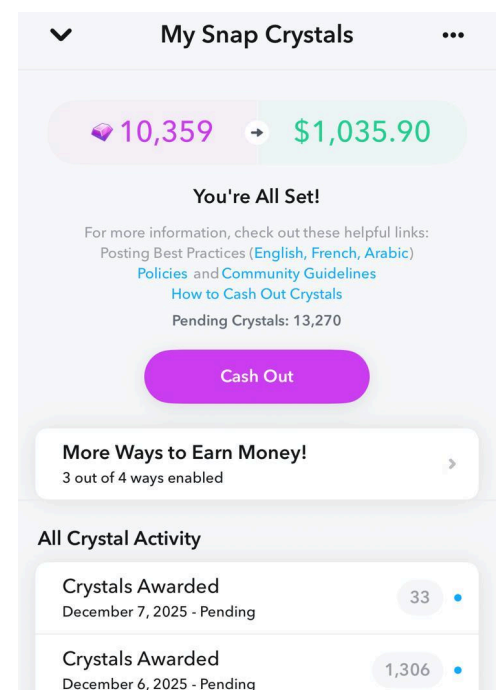 My Snap Crystals
10,359 $1,035.90
You're All Set!
For more information, check out these helpful links:
Posting Best Practices (English, French, Arabic)
Policies and Community Guidelines
How to Cash Out Crystals
Pending Crystals: 13,270
Cash Out
More Ways to Earn Money!
3 out of 4 ways enabled
All Crystal Activity
Crystals Awarded
December 7, 2025 - Pending
33
Crystals Awarded
December 6, 2025 - Pending
1,306